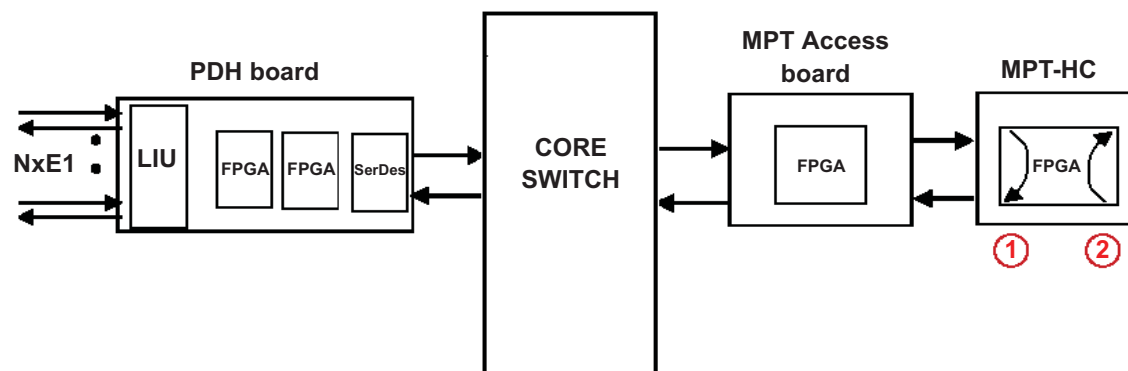 PDH board
MPT Access
board
MPT-HC
NxE1
LIU
FPGA
FPGA
SerDes
CORE
SWITCH
FPGA
FPGA
1
2